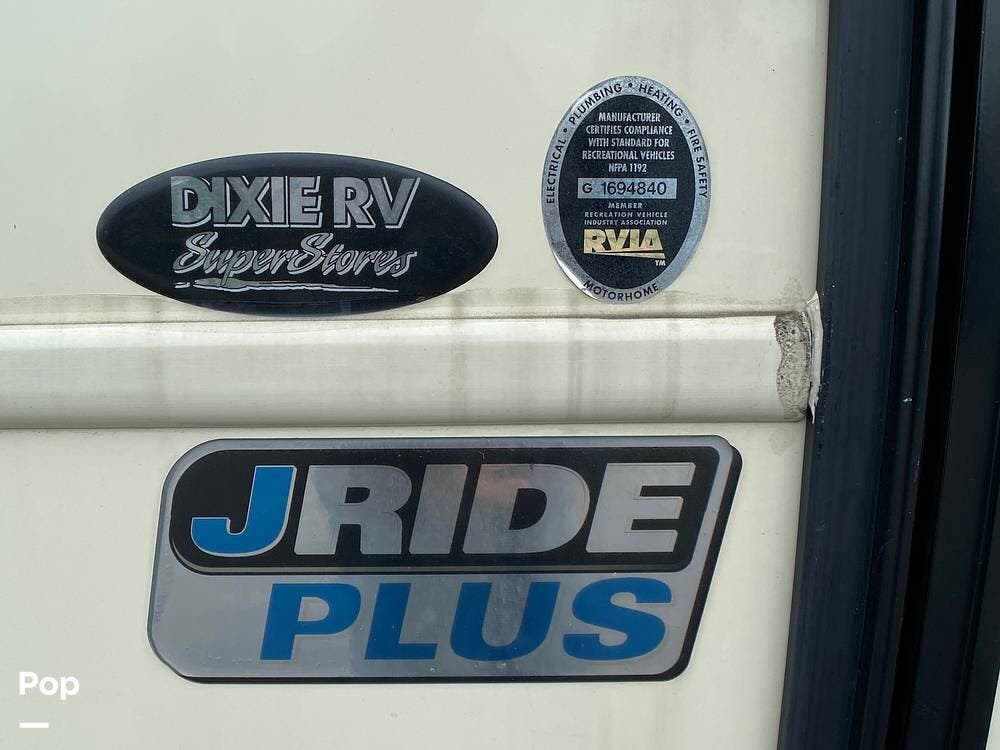 DIXIE RV
SuperStores
ELECTRICAL • PLUMBING • HEATING • FIRE SAFETY
MANUFACTURER
CERTIFIES COMPLIANCE
WITH STANDARD FOR
RECREATIONAL VEHICLES
NFPA 1192
G 1694840
MEMBER
RECREATION VEHICLE
INDUSTRY ASSOCIATION
RVIA
TM
MOTORHOME
JRIDE
PLUS
Pop